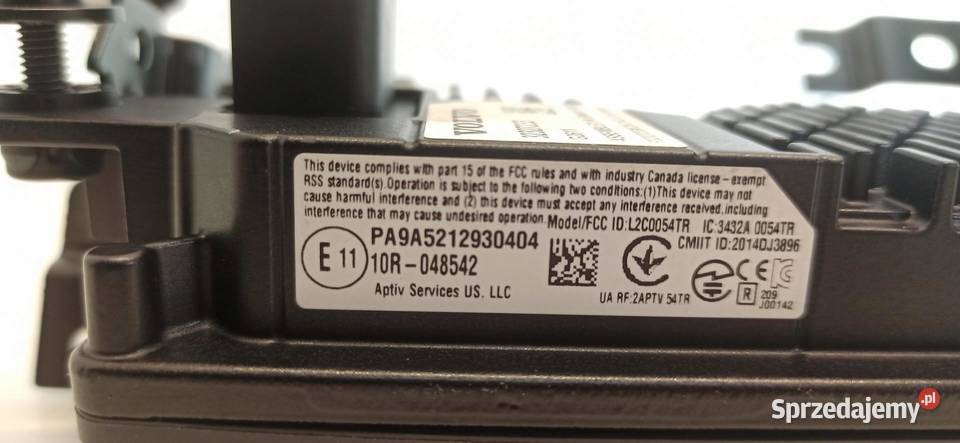 VOLVO
This device complies with part 15 of the FCC rules and with industry Canada license-exempt
RSS standard(s).Operation is subject to the following two conditions:(1)This device may not
cause harmful interference and (2) this device must accept any interference received,including
interference that may cause undesired operation.Model/FCC ID:L2C0054TR IC:3432A 0054TR
CMIIT ID:2014DJ3896
E 11
PA9A5212930404
10R-048542
Aptiv Services US. LLC
UA RF:2APTV 54TR
CE
R 209
J00142
Sprzedajemy.pl